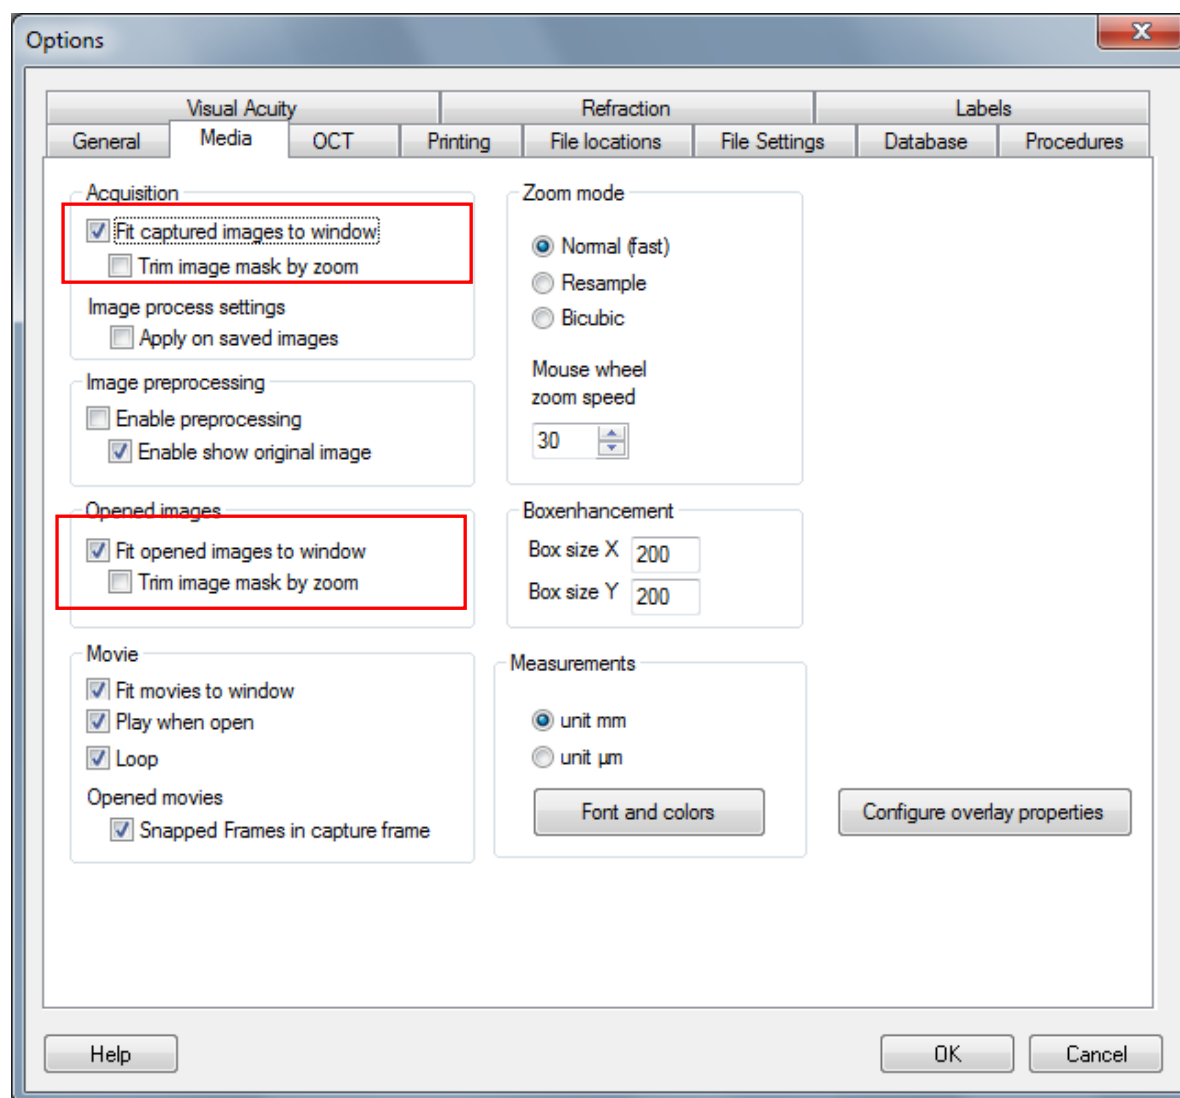 Options
Visual Acuity Refraction Labels
General Media OCT Printing File locations File Settings Database Procedures
Acquisition
Fit captured images to window
Trim image mask by zoom
Image process settings
Apply on saved images
Image preprocessing
Enable preprocessing
Enable show original image
Opened images
Fit opened images to window
Trim image mask by zoom
Movie
Fit movies to window
Play when open
Loop
Opened movies
Snapped Frames in capture frame
Zoom mode
Normal (fast)
Resample
Bicubic
Mouse wheel
zoom speed
30
Boxenhancement
Box size X 200
Box size Y 200
Measurements
unit mm
unit µm
Font and colors
Configure overlay properties
Help OK Cancel